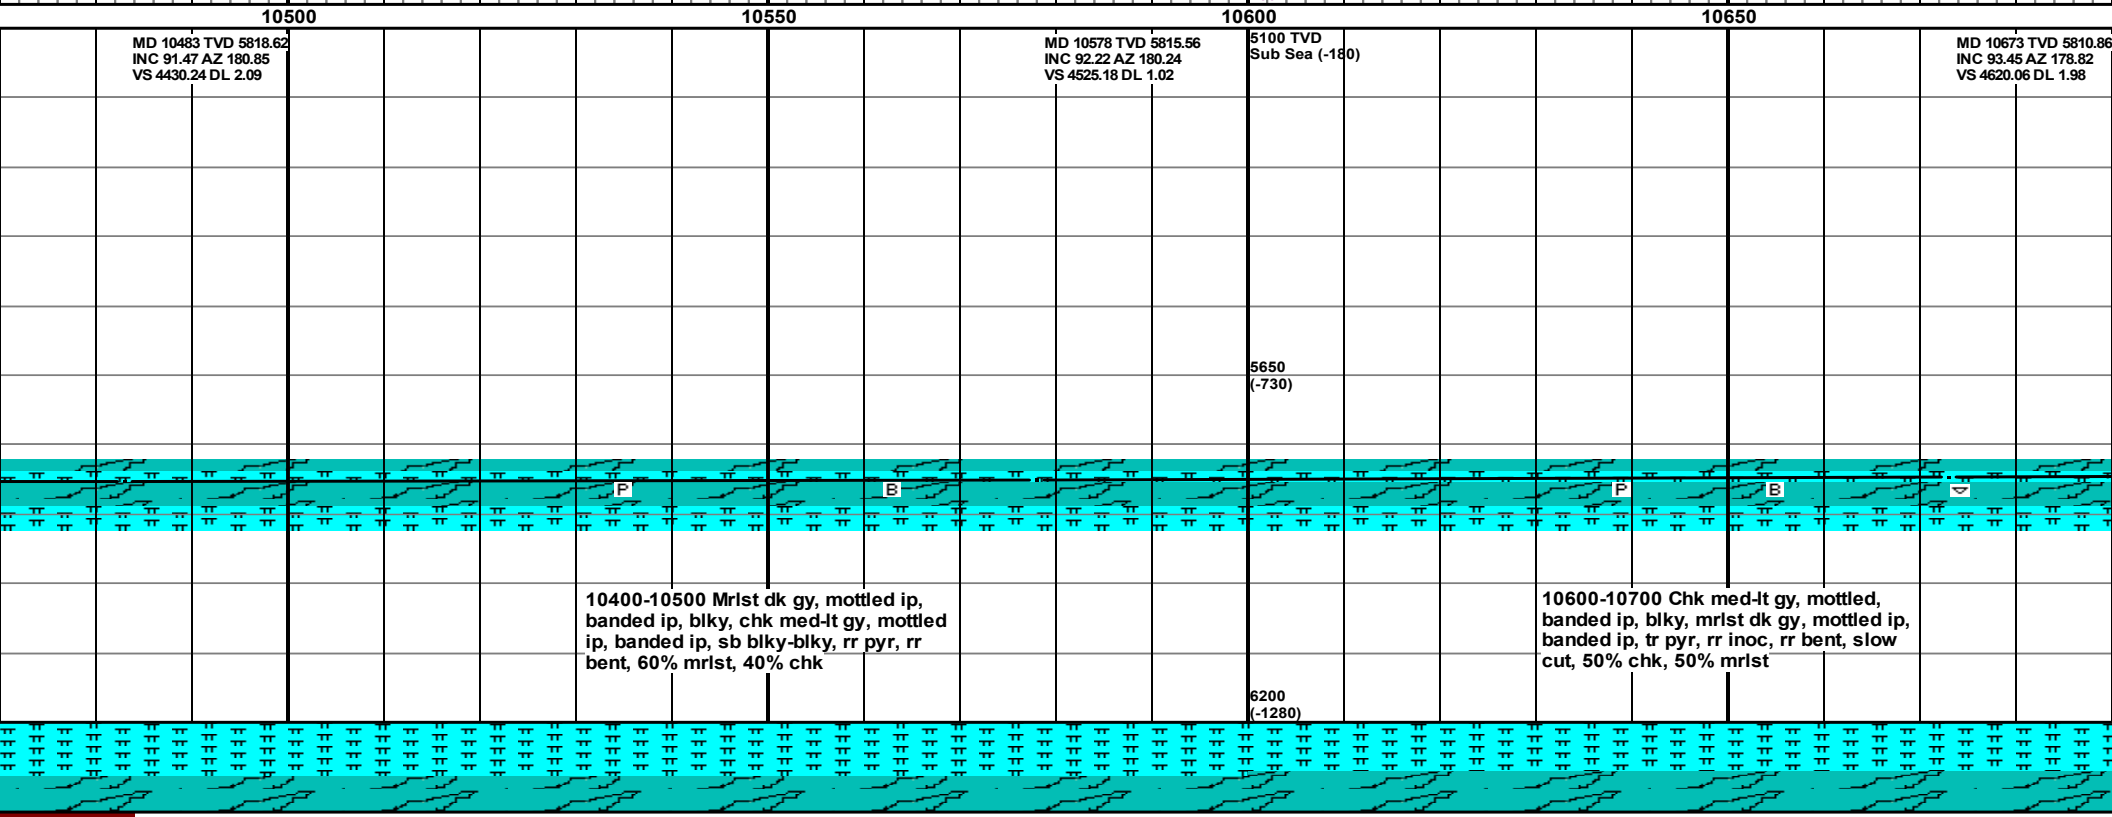 10500
10550
10600
10650
MD 10483 TVD 5818.62
INC 91.47 AZ 180.85
VS 4430.24 DL 2.09
MD 10578 TVD 5815.56
INC 92.22 AZ 180.24
VS 4525.18 DL 1.02
5100 TVD
Sub Sea (-180)
MD 10673 TVD 5810.86
INC 93.45 AZ 178.82
VS 4620.06 DL 1.98
5650
(-730)
P
B
P
B
10400-10500 Mrlst dk gy, mottled ip,
banded ip, blky, chk med-lt gy, mottled
ip, banded ip, sb blky-blky, rr pyr, rr
bent, 60% mrlst, 40% chk
10600-10700 Chk med-lt gy, mottled,
banded ip, blky, mrlst dk gy, mottled ip,
banded ip, tr pyr, rr inoc, rr bent, slow
cut, 50% chk, 50% mrlst
6200
(-1280)